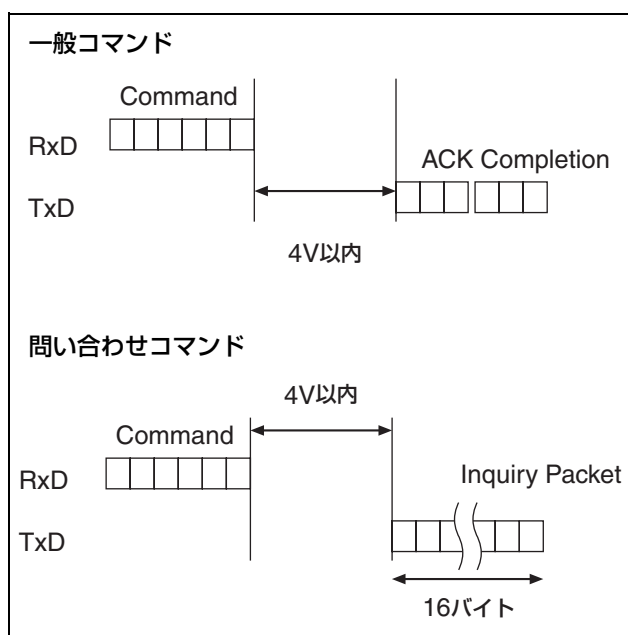 一般コマンド
Command
RxD
ACK Completion
TxD
4V以内
問い合わせコマンド
4V以内
Command
RxD
Inquiry Packet
TxD
16バイト